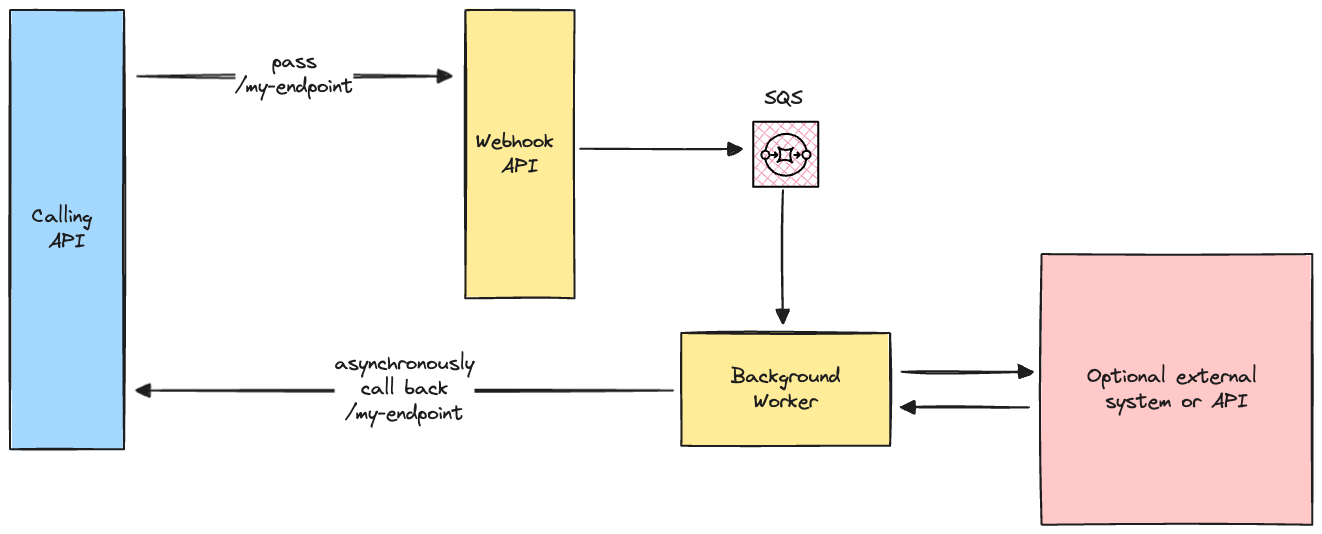 pass
/my-endpoint
SQS
Webhook
API
Calling
API
asynchronously
call back
/my-endpoint
Background
Worker
Optional external
system or API